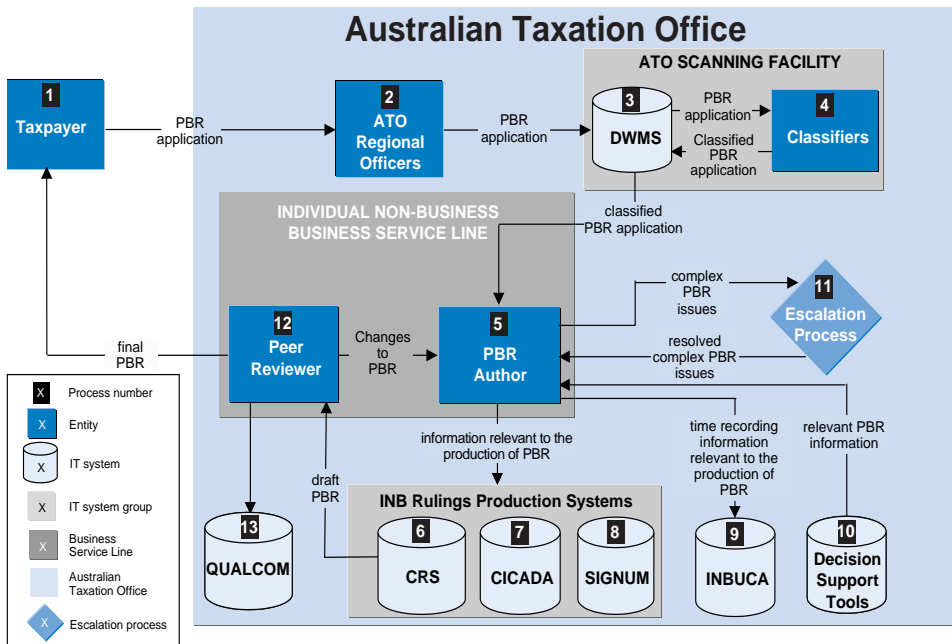 Australian Taxation Office
ATO SCANNING FACILITY
1
Taxpayer
PBR
application
2
ATO
Regional
Officers
PBR
application
3
DWMS
PBR
application
Classified
PBR
application
4
Classifiers
classified
PBR application
INDIVIDUAL NON-BUSINESS
BUSINESS SERVICE LINE
complex
PBR
issues
11
Escalation
Process
resolved
complex PBR
issues
12
Peer
Reviewer
Changes
to
PBR
5
PBR
Author
final
PBR
information relevant to the
production of PBR
time recording
information
relevant to the
production of
PBR
relevant PBR
information
draft
PBR
INB Rulings Production Systems
13
QUALCOM
6
CRS
7
CICADA
8
SIGNUM
9
INBUCA
10
Decision
Support
Tools
X
Process number
X
Entity
X
IT system
X
IT system group
X
Business
Service Line
Australian
Taxation Office
X
Escalation process